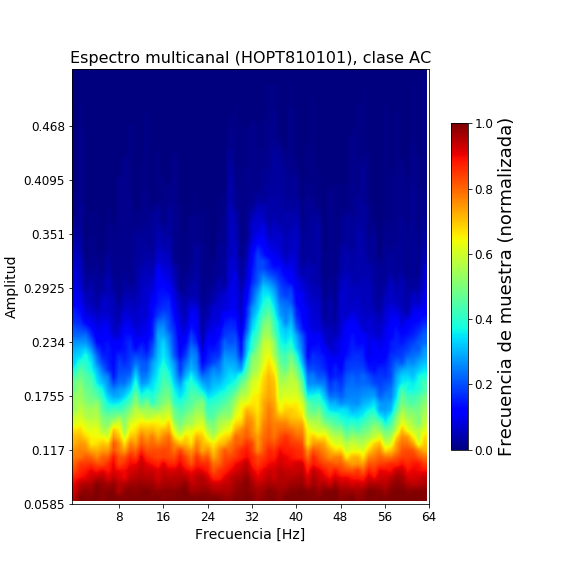 Espectro multicanal (HOPT810101), clase AC
Amplitud
0.468
0.4095
0.351
0.2925
0.234
0.1755
0.117
0.0585
8 16 24 32 40 48 56 64
Frecuencia [Hz]
1.0
0.8
0.6
0.4
0.2
0.0
Frecuencia de muestra (normalizada)